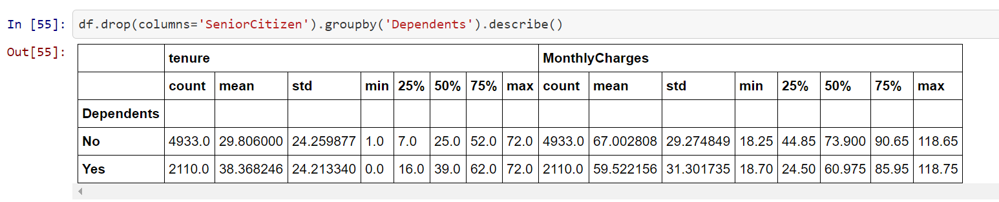 In [55]: df.drop(columns='SeniorCitizen').groupby('Dependents').describe()
Out[55]:
tenure MonthlyCharges
count mean std min 25% 50% 75% max count mean std min 25% 50% 75% max
Dependents
No 4933.0 29.806000 24.259877 1.0 7.0 25.0 52.0 72.0 4933.0 67.002808 29.274849 18.25 44.85 73.900 90.65 118.65
Yes 2110.0 38.368246 24.213340 0.0 16.0 39.0 62.0 72.0 2110.0 59.522156 31.301735 18.70 24.50 60.975 85.95 118.75